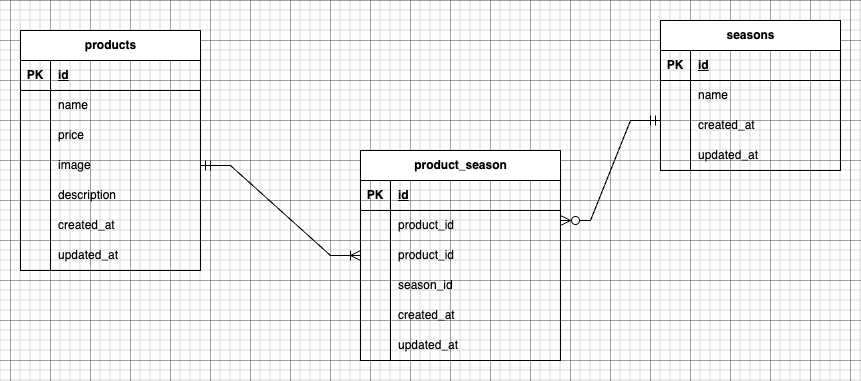 products
PK id
name
price
image
description
created_at
updated_at
product_season
PK id
product_id
product_id
season_id
created_at
updated_at
seasons
PK id
name
created_at
updated_at